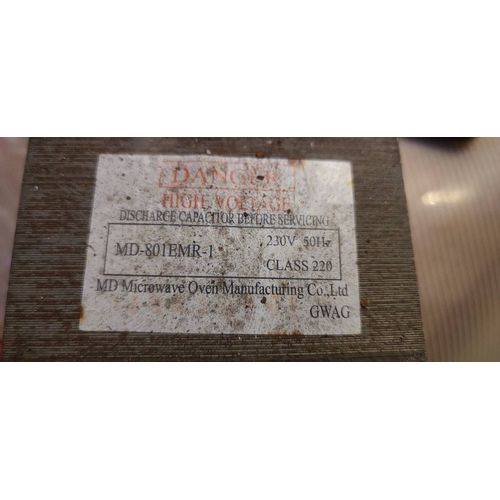 DANGER
HIGH VOLTAGE
DISCHARGE CAPACITOR BEFORE SERVICING
MD-801EMR-1
230V 50Hz
CLASS 220
MD Microwave Oven Manufacturing Co.,Ltd
GWAG